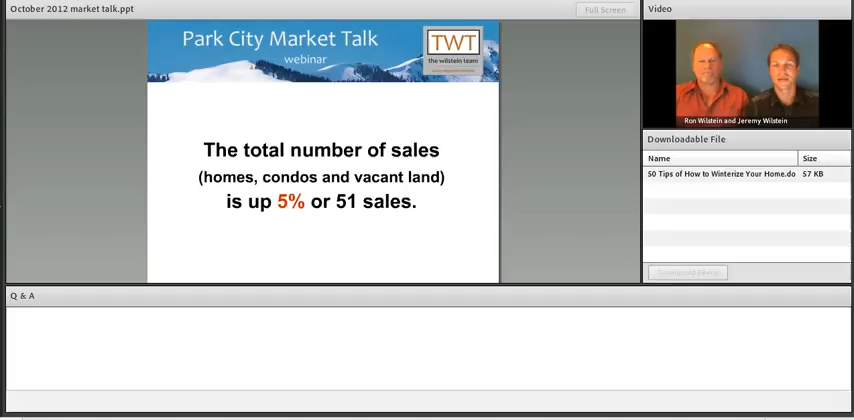 October 2012 market talk.ppt
Full Screen
Video
Park City Market Talk
webinar
TWT
the wilstein team
The total number of sales
(homes, condos and vacant land)
is up 5% or 51 sales.
Ron Wilstein and Jeremy Wilstein
Downloadable File
Name Size
50 Tips of How to Winterize Your Home.do 57 KB
Q & A